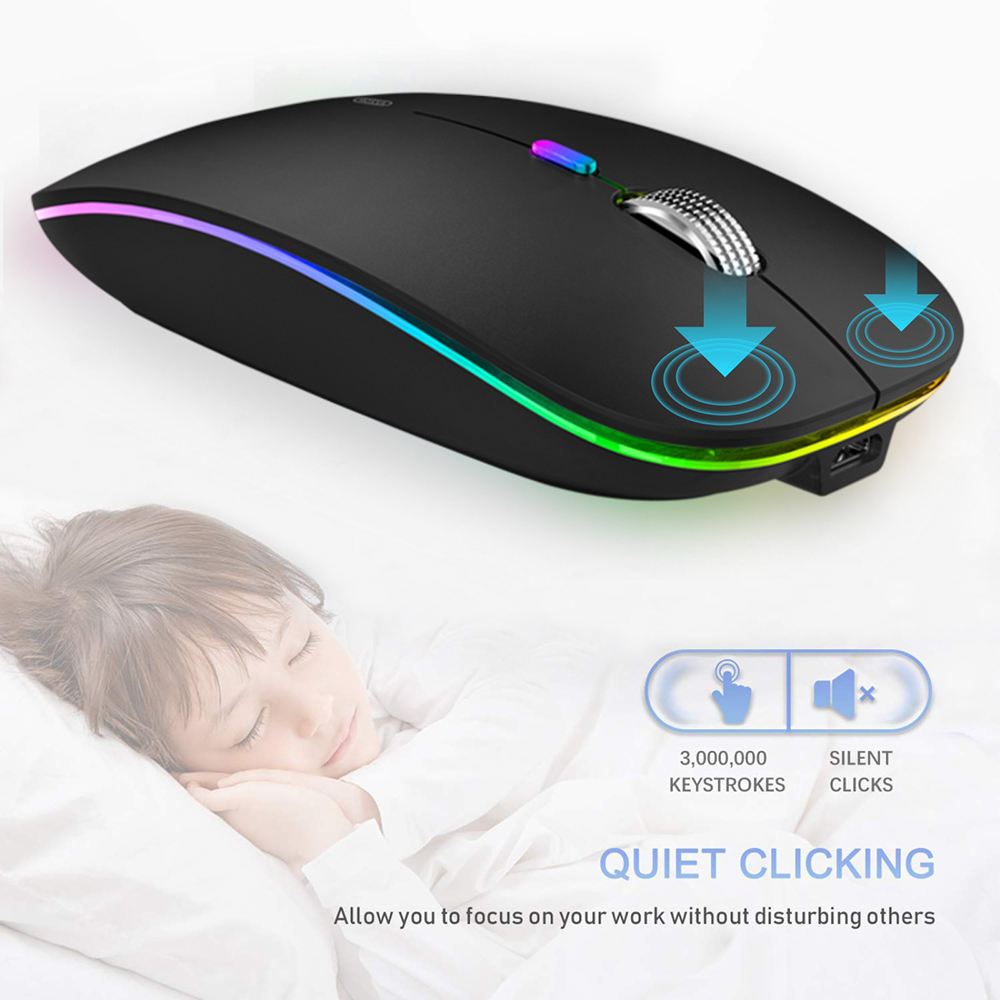 3,000,000
KEYSTROKES
SILENT
CLICKS
QUIET CLICKING
Allow you to focus on your work without disturbing others